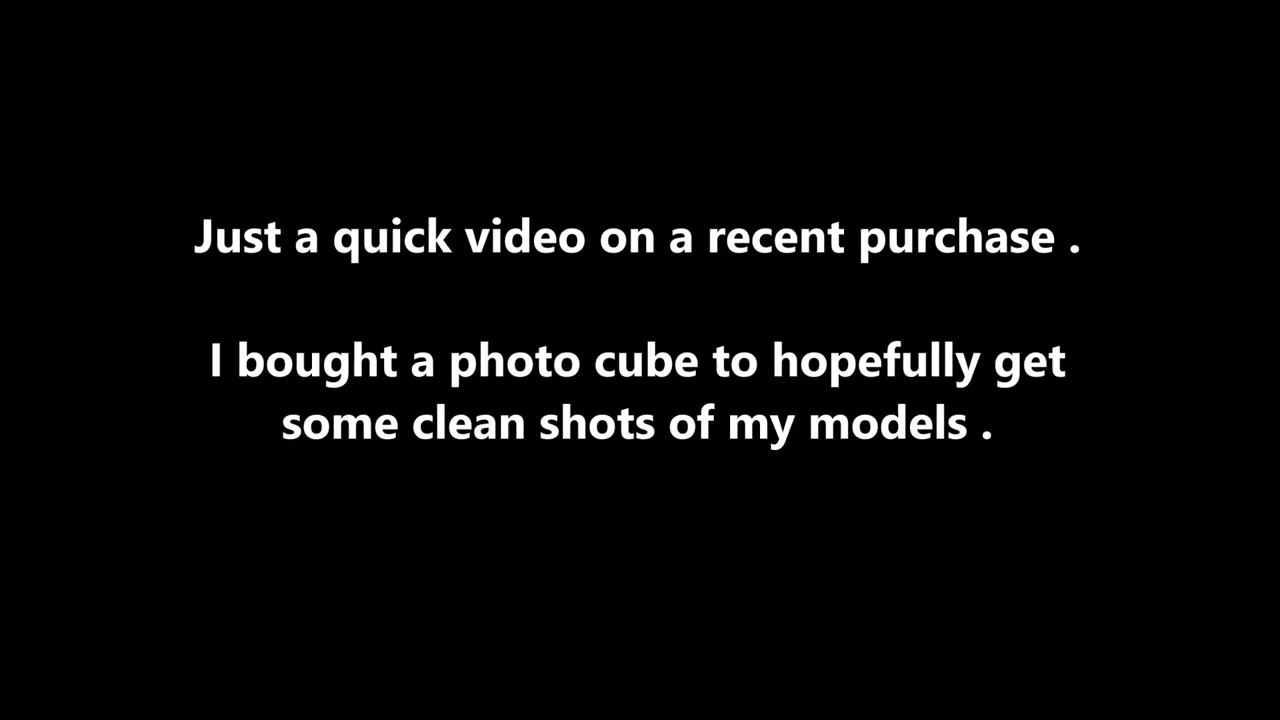 Just a quick video on a recent purchase .
I bought a photo cube to hopefully get
some clean shots of my models .